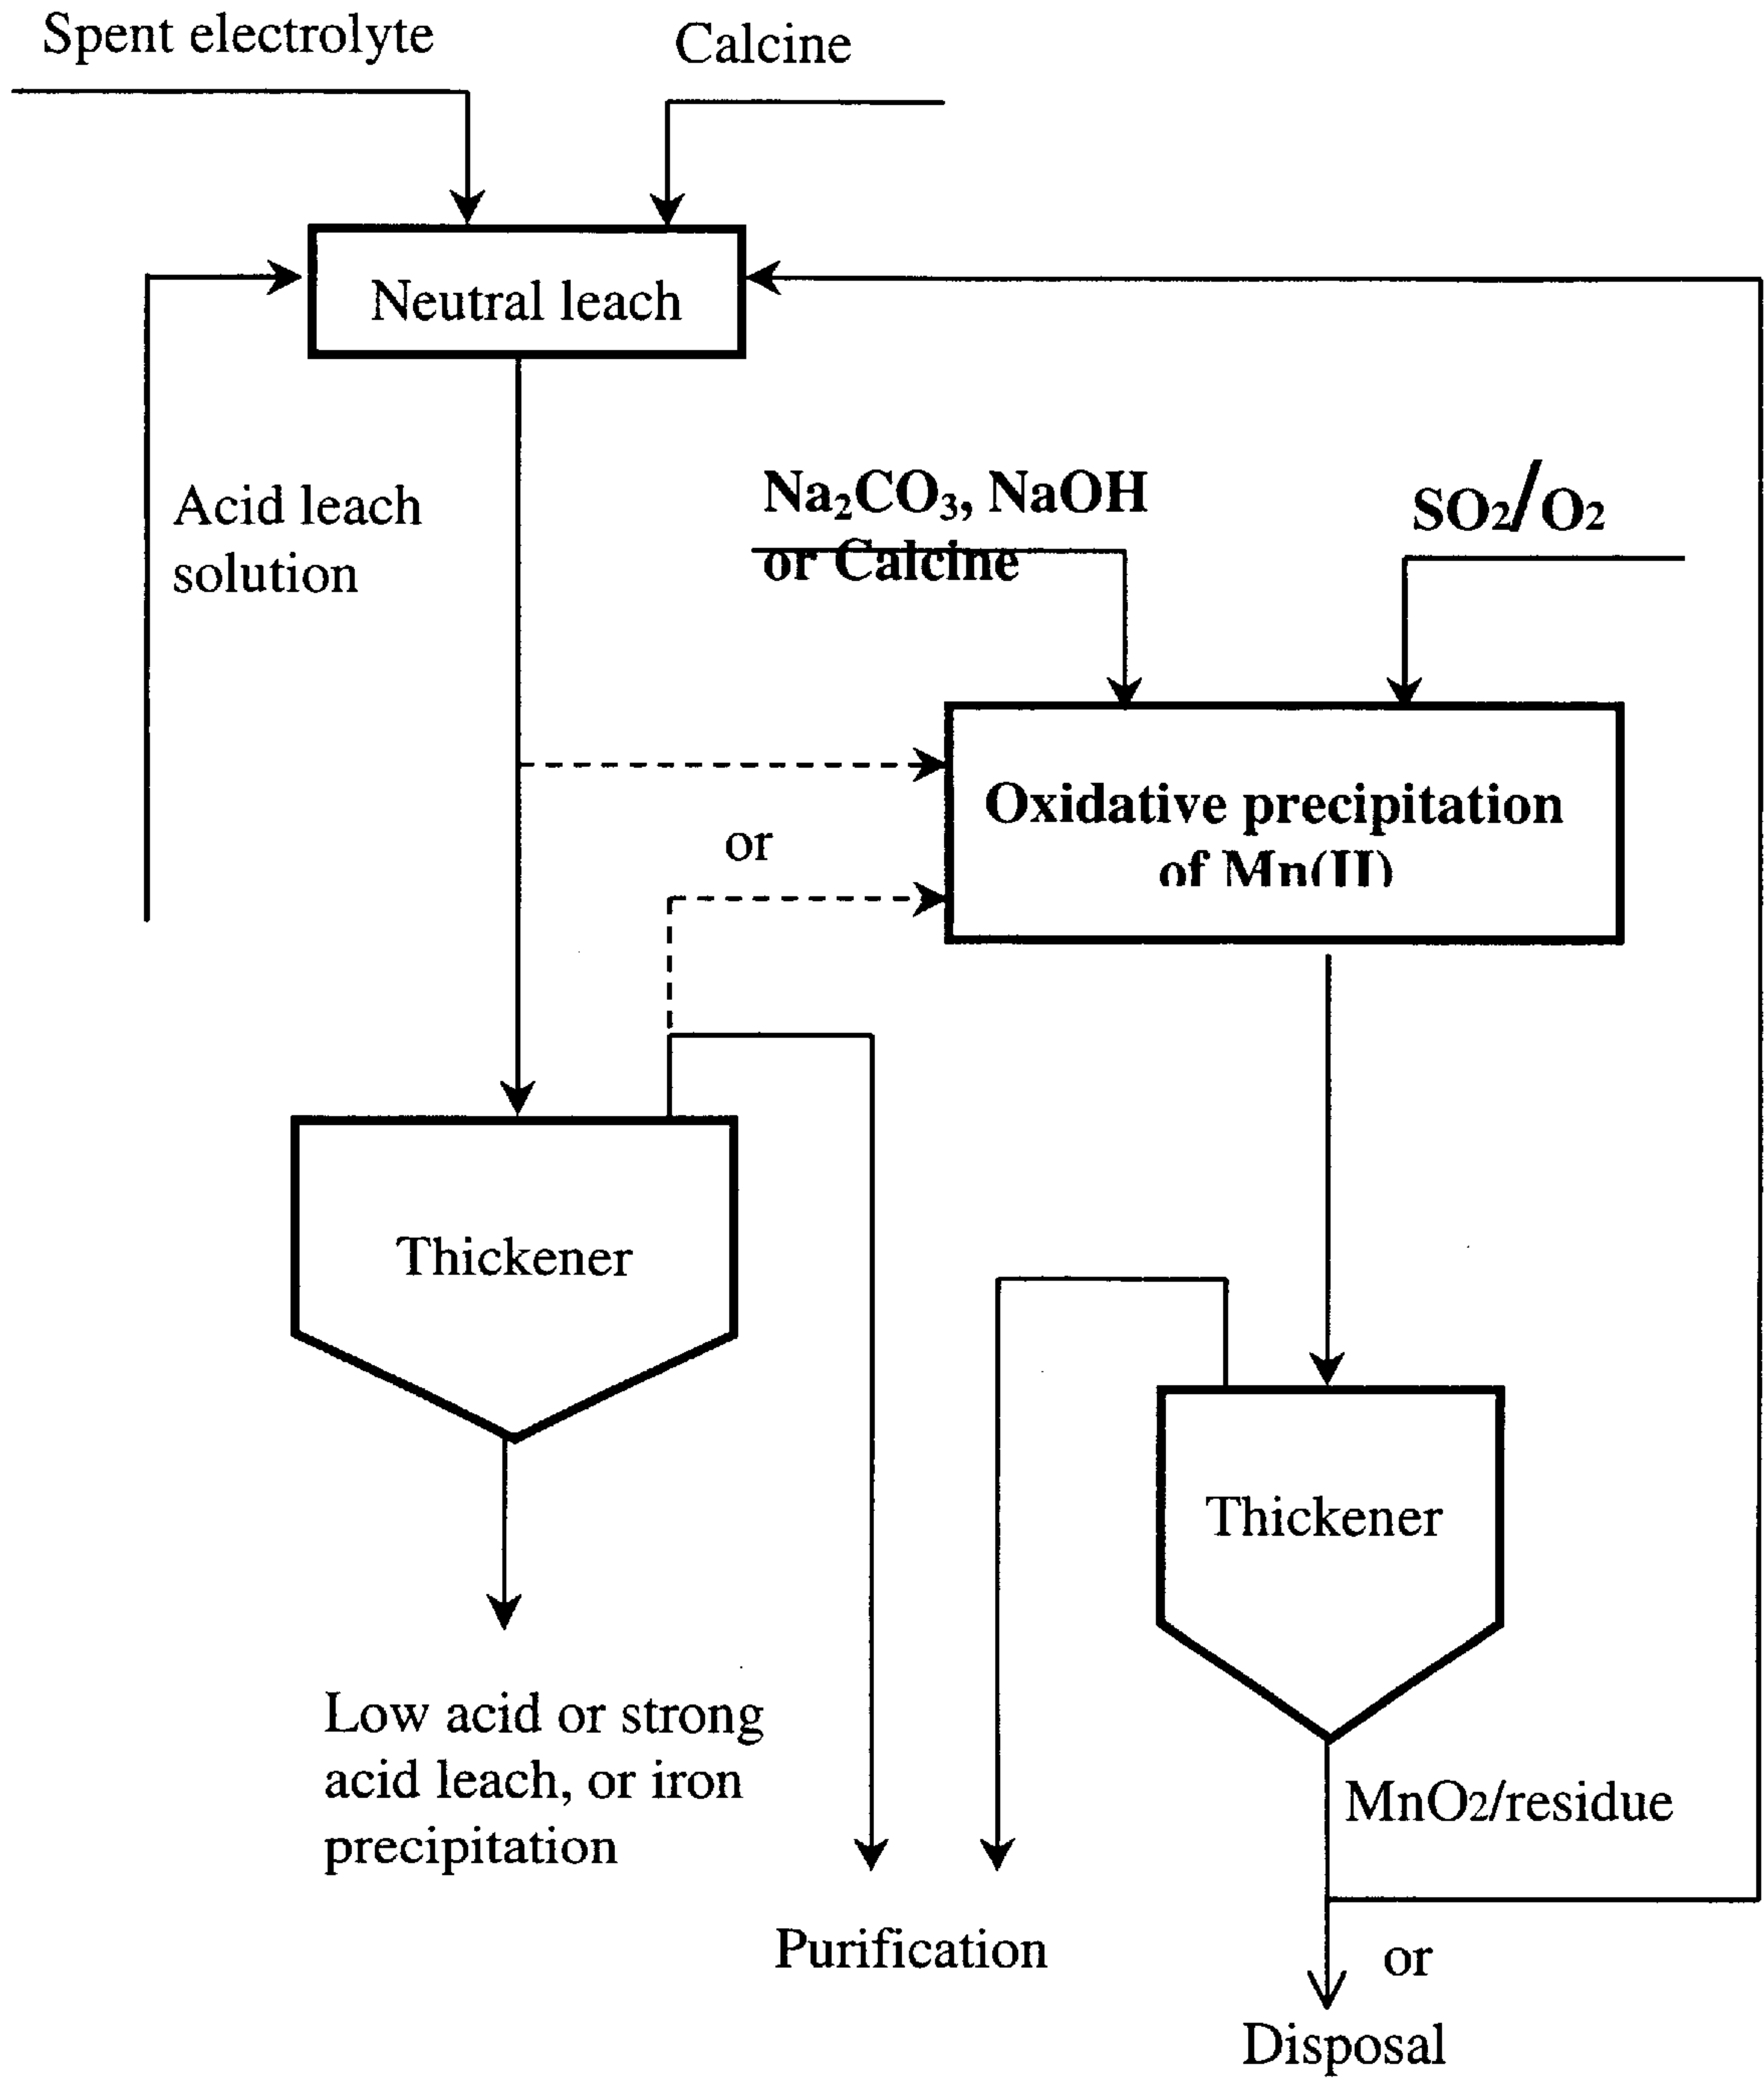 Spent electrolyte
Calcine
Neutral leach
Acid leach
solution
Na₂CO₃, NaOH
or Calcine
SO₂/O₂
Oxidative precipitation
of Mn(II)
or
Thickener
Thickener
Low acid or strong
acid leach, or iron
precipitation
MnO₂/residue
Purification
or
Disposal